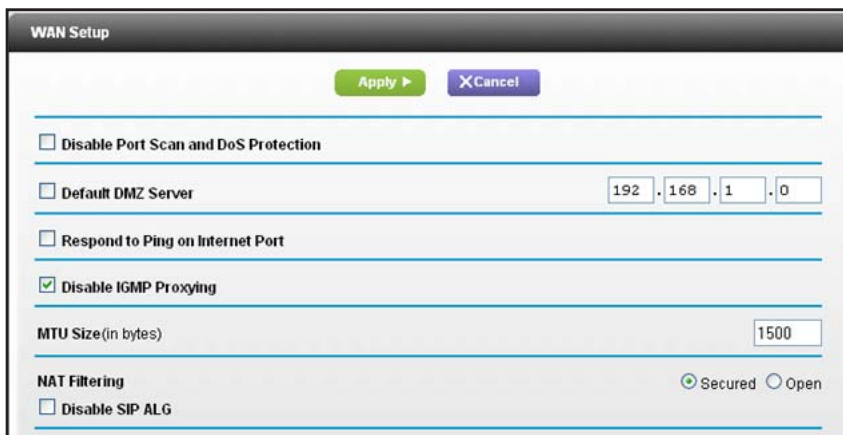 WAN Setup
Apply
Cancel
Disable Port Scan and DoS Protection
Default DMZ Server 192 . 168 . 1 . 0
Respond to Ping on Internet Port
Disable IGMP Proxying
MTU Size(in bytes) 1500
NAT Filtering Secured Open
Disable SIP ALG